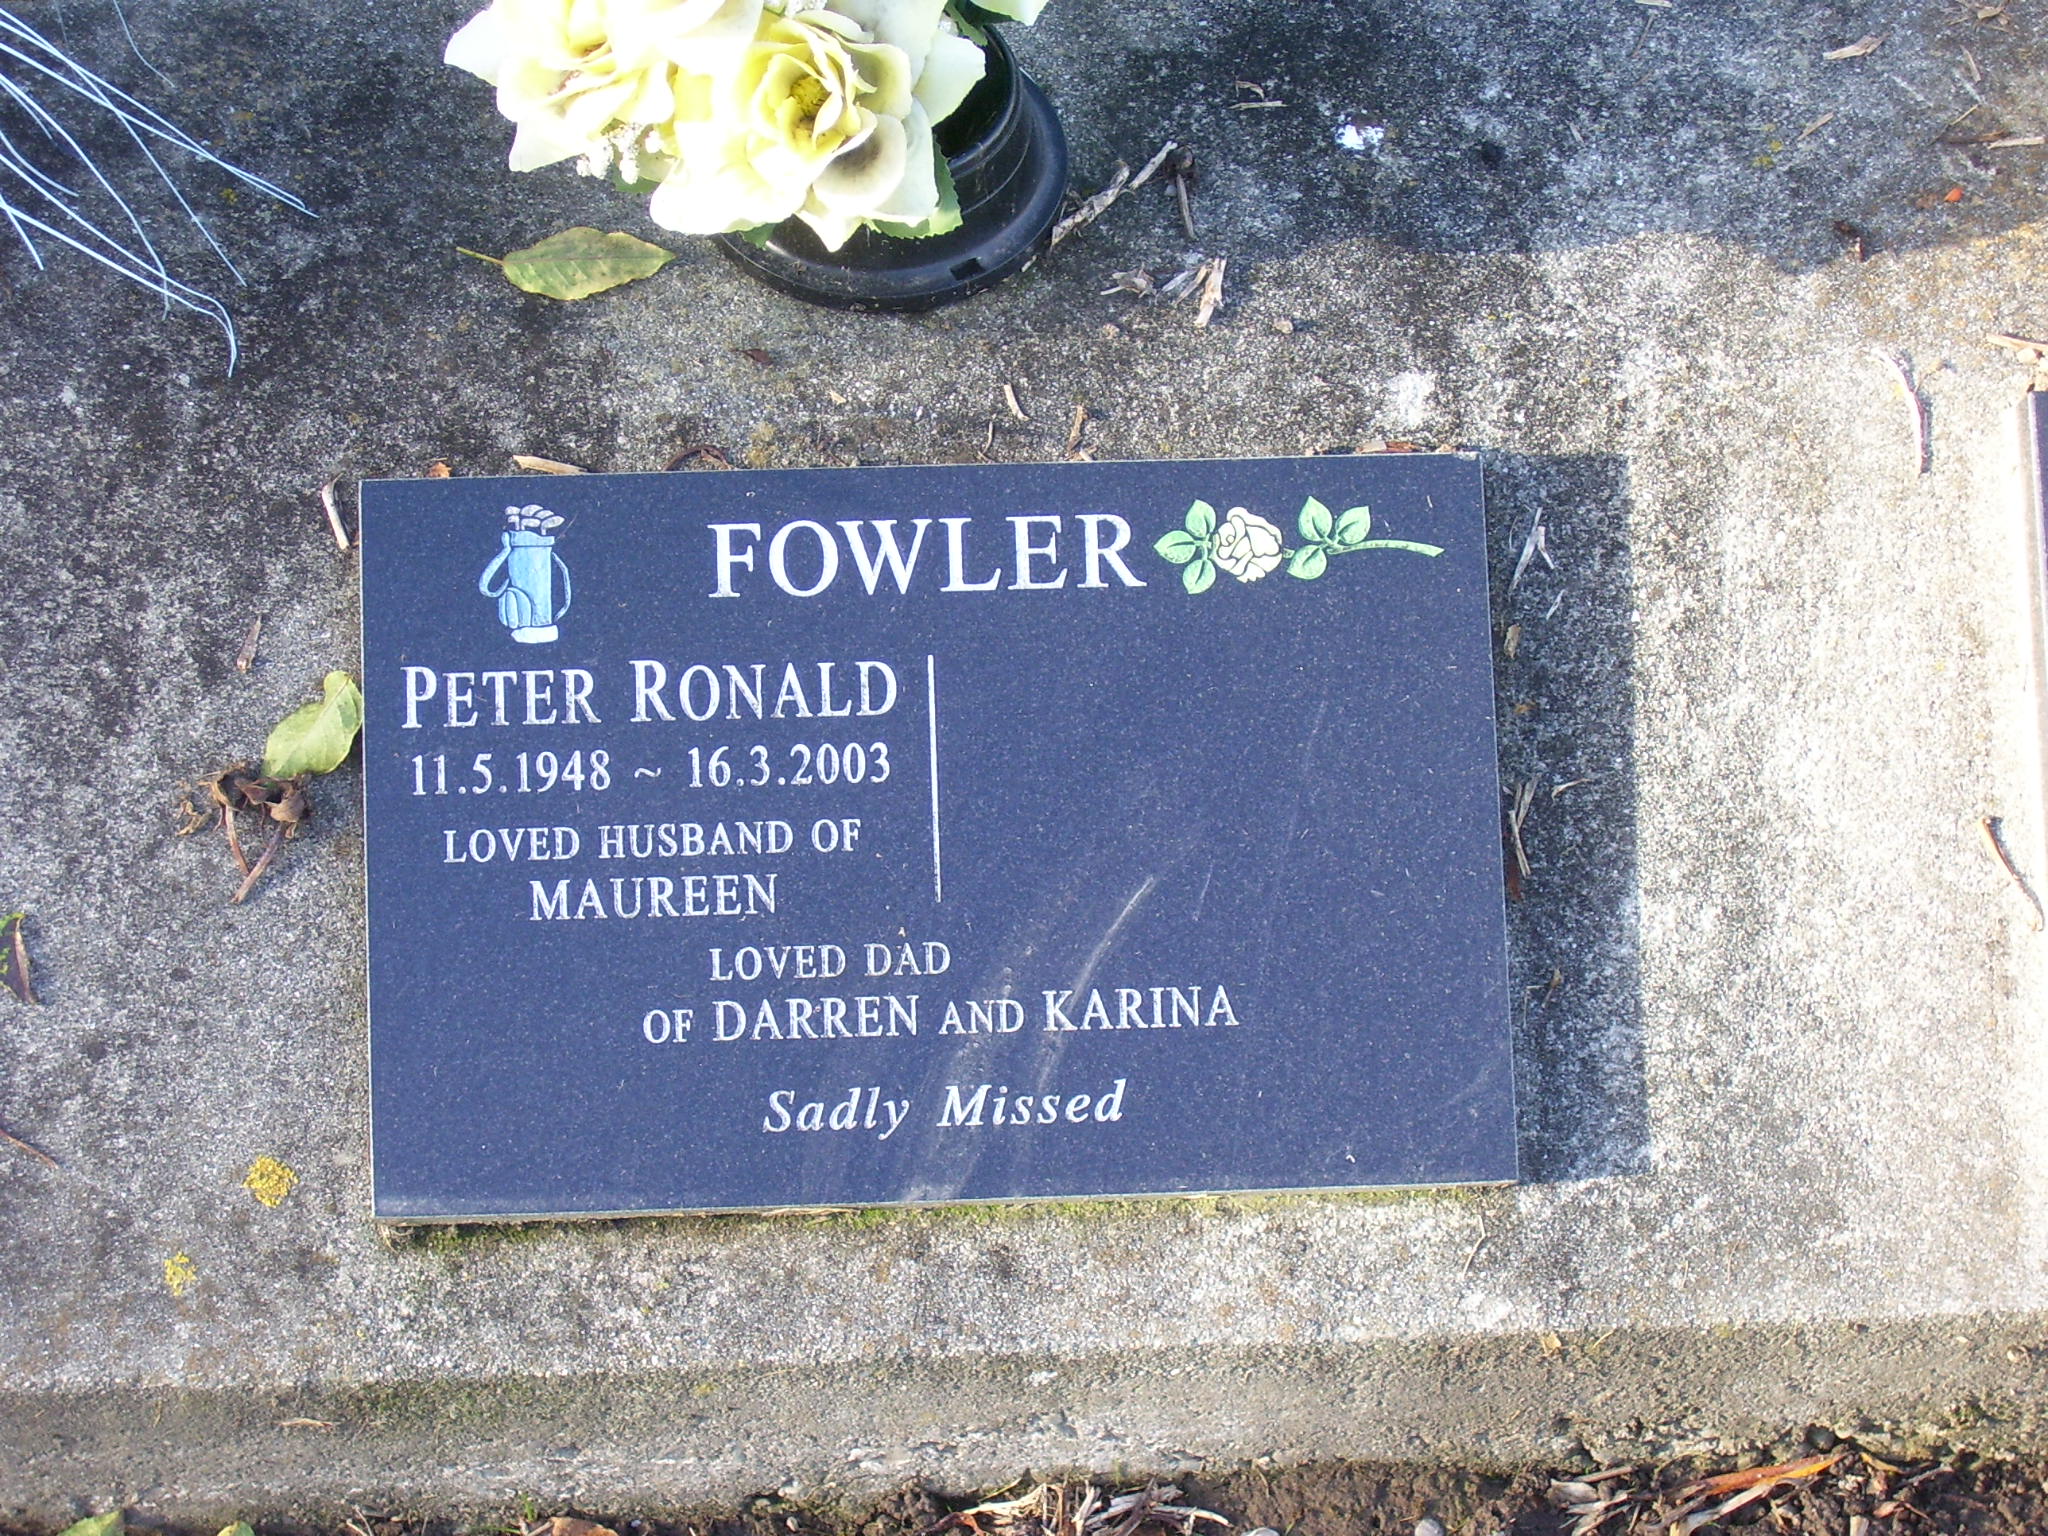 FOWLER
PETER RONALD
11.5.1948 ~ 16.3.2003
LOVED HUSBAND OF
MAUREEN
LOVED DAD
OF DARREN AND KARINA
Sadly Missed